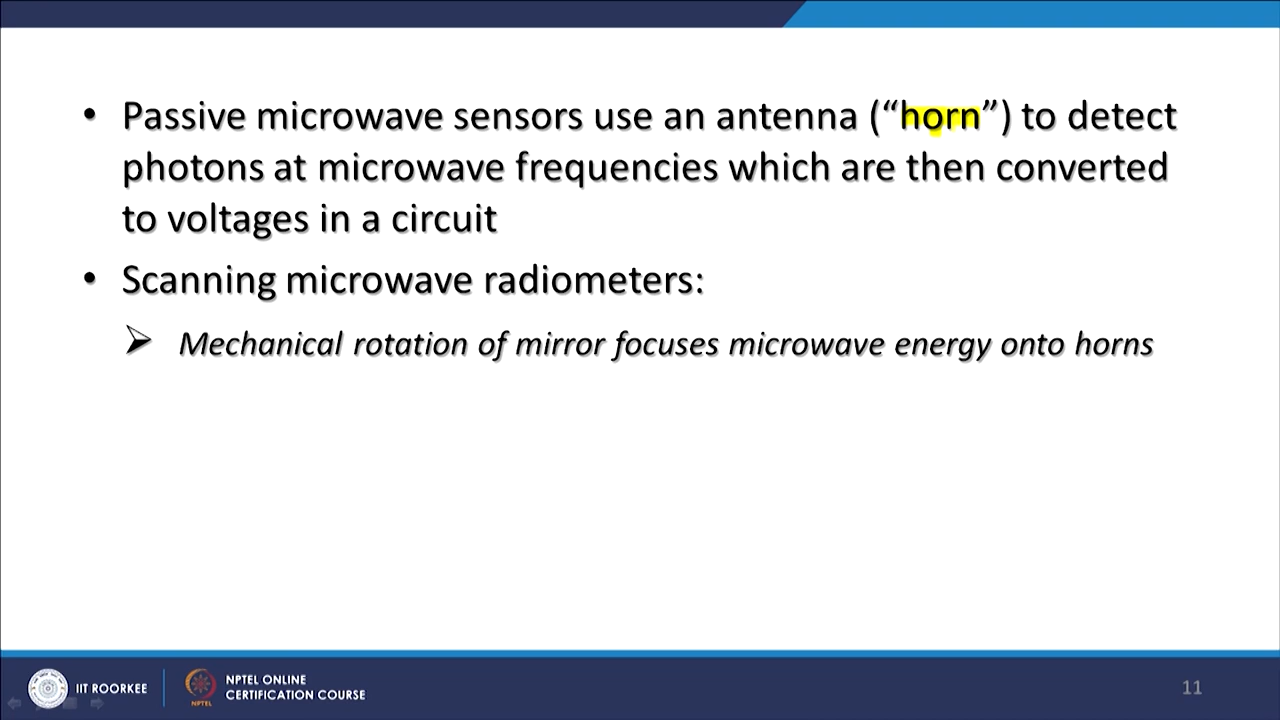 • Passive microwave sensors use an antenna (“horn”) to detect
photons at microwave frequencies which are then converted
to voltages in a circuit
• Scanning microwave radiometers:
➢ Mechanical rotation of mirror focuses microwave energy onto horns
IIT ROORKEE
NPTEL
NPTEL ONLINE
CERTIFICATION COURSE
11